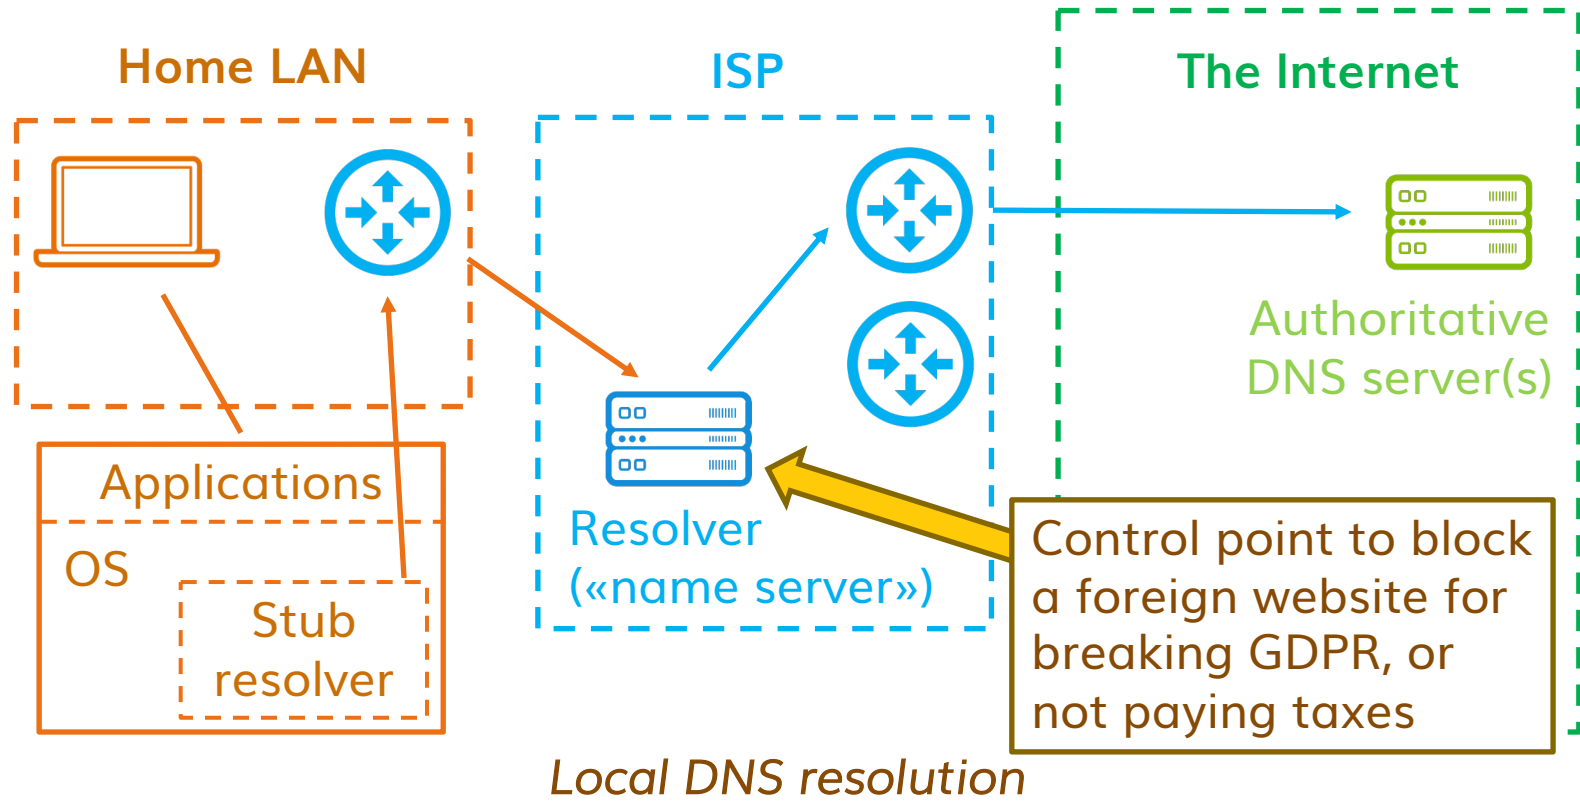 Home LAN
ISP
The Internet
Authoritative
DNS server(s)
Applications
OS
Stub
resolver
Resolver
(«name server»)
Control point to block
a foreign website for
breaking GDPR, or
not paying taxes
Local DNS resolution